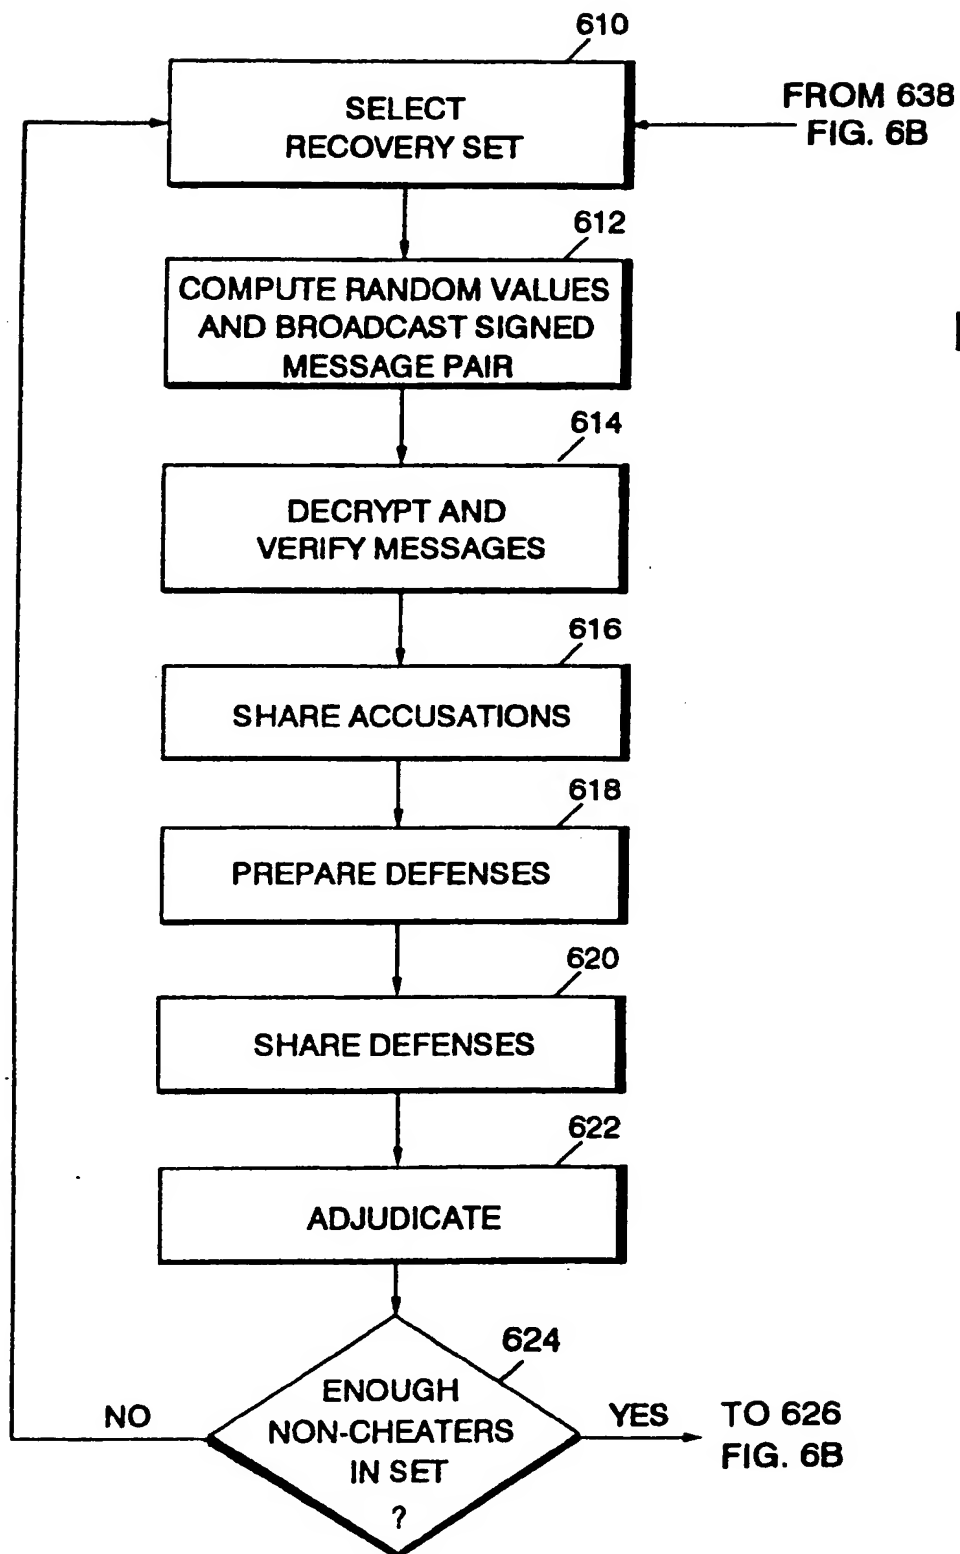 610
SELECT
RECOVERY SET
FROM 638
FIG. 6B
612
COMPUTE RANDOM VALUES
AND BROADCAST SIGNED
MESSAGE PAIR
614
DECRYPT AND
VERIFY MESSAGES
616
SHARE ACCUSATIONS
618
PREPARE DEFENSES
620
SHARE DEFENSES
622
ADJUDICATE
624
ENOUGH
NON-CHEATERS
IN SET
?
NO
YES
TO 626
FIG. 6B